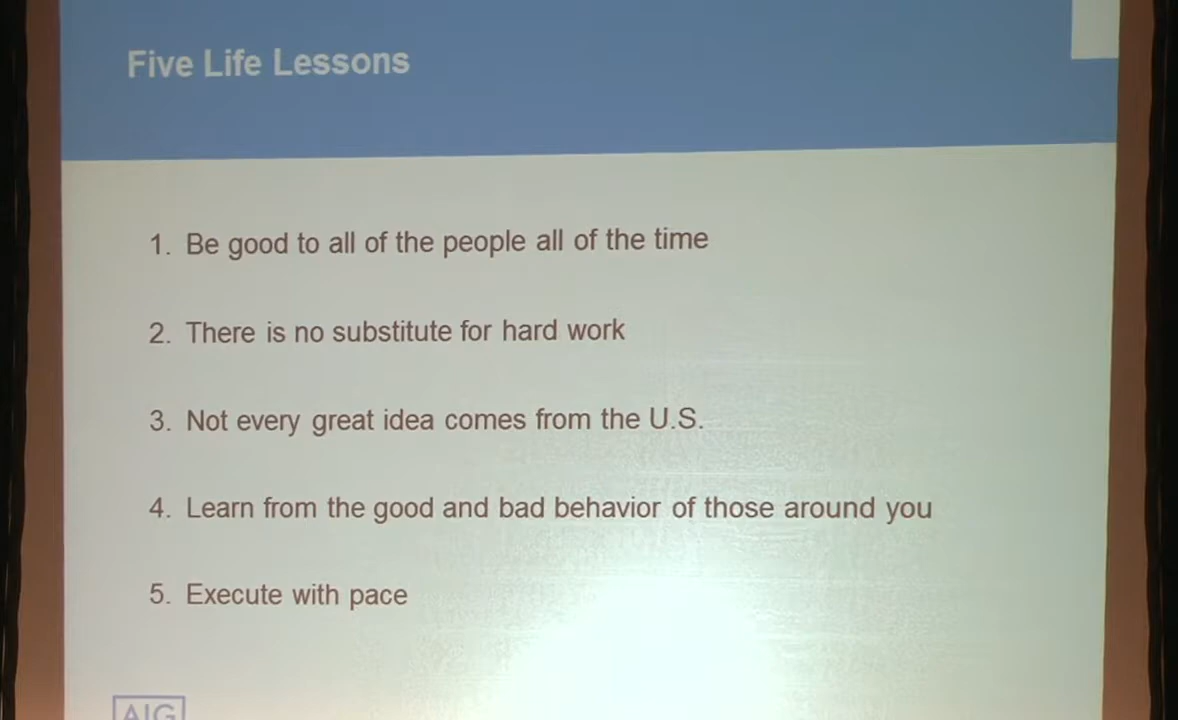 Five Life Lessons
1. Be good to all of the people all of the time
2. There is no substitute for hard work
3. Not every great idea comes from the U.S.
4. Learn from the good and bad behavior of those around you
5. Execute with pace
AIG